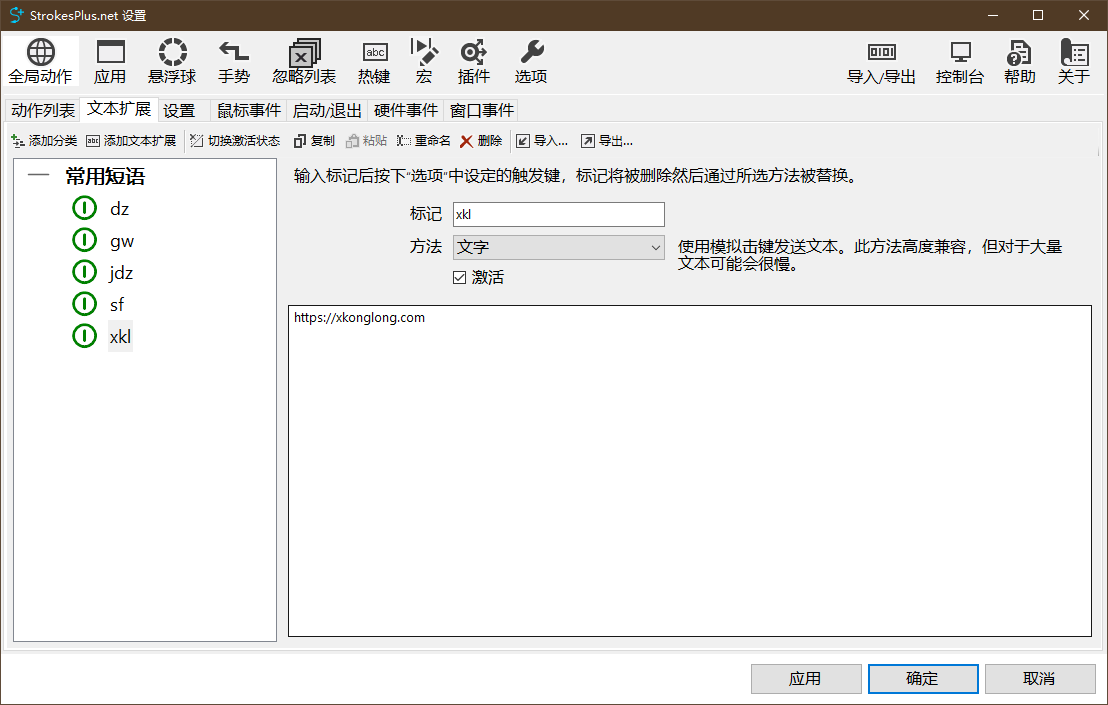 StrokesPlus.net 设置
全局动作 应用 悬浮球 手势 忽略列表 热键 宏 插件 选项 导入/导出 控制台 帮助 关于
动作列表 文本扩展 设置 鼠标事件 启动/退出 硬件事件 窗口事件
添加分类 添加文本扩展 切换激活状态 复制 粘贴 重命名 删除 导入... 导出...
常用短语
dz
gw
jdz
sf
xkl
输入标记后按下"选项"中设定的触发键，标记将被删除然后通过所选方法被替换。
标记 xkl
方法 文字
使用模拟击键发送文本。此方法高度兼容，但对于大量
文本可能会很慢。
激活
https://xkonglong.com
应用 确定 取消